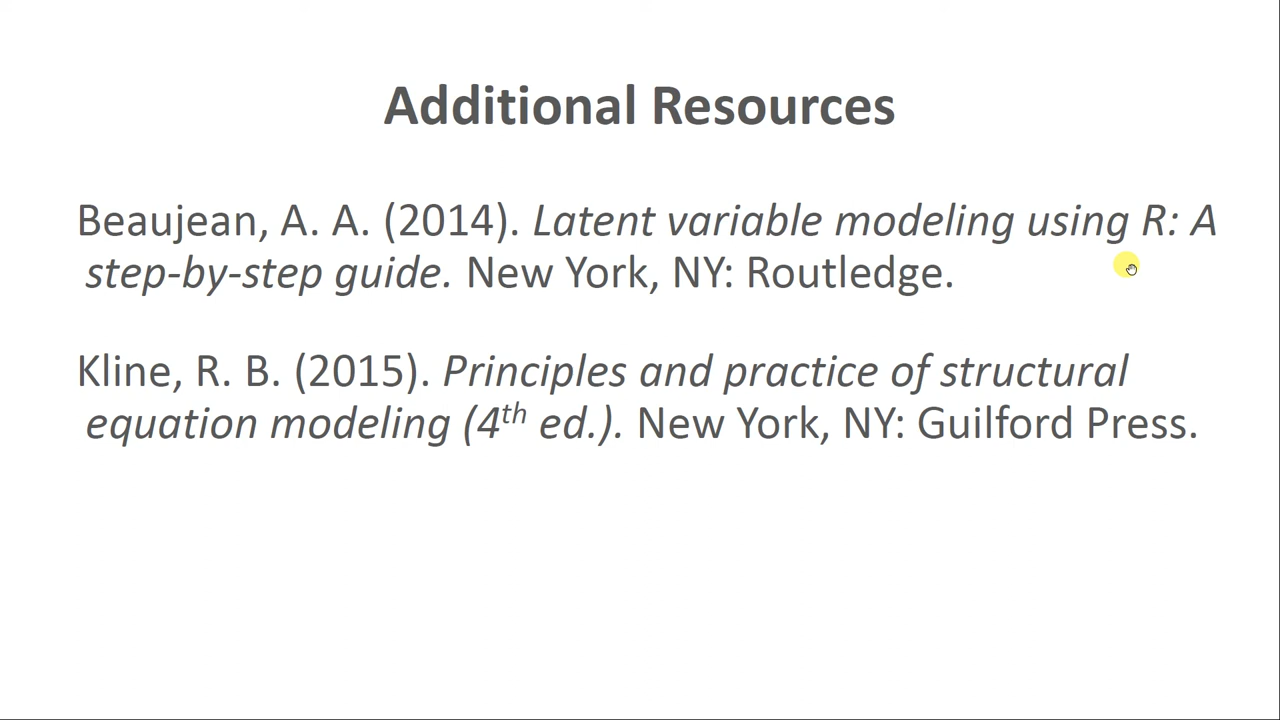 Additional Resources
Beaujean, A. A. (2014). Latent variable modeling using R: A
step-by-step guide. New York, NY: Routledge.
Kline, R. B. (2015). Principles and practice of structural
equation modeling (4th ed.). New York, NY: Guilford Press.